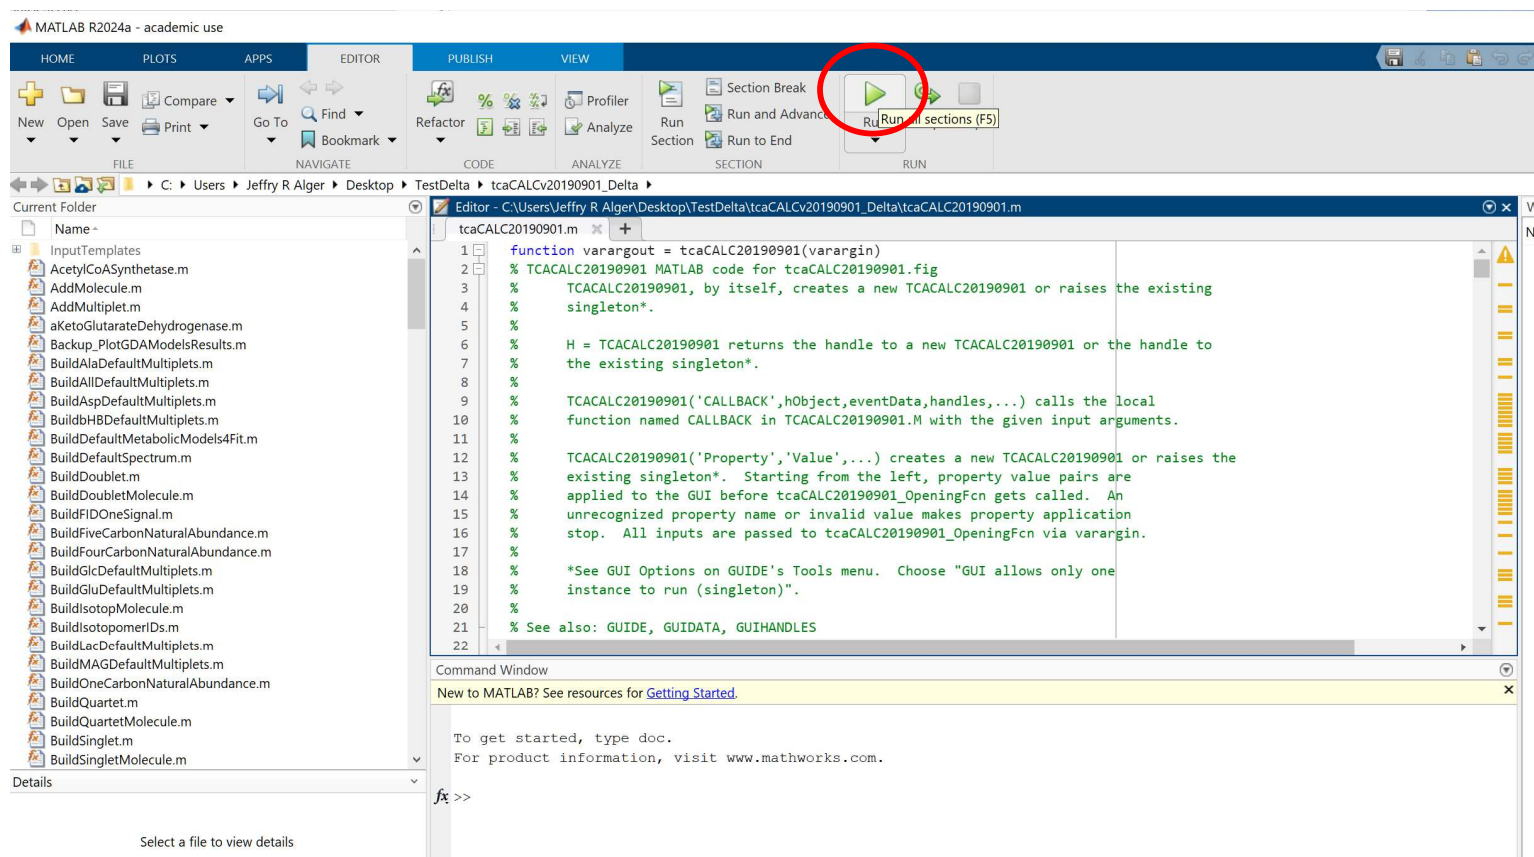 MATLAB R2024a - academic use
HOME PLOTS APPS EDITOR PUBLISH VIEW
New Open Save Compare Print
FILE
Go To Find Bookmark
NAVIGATE
Refactor
CODE
Profiler Analyze
ANALYZE
Run Section Section Break Run and Advance Run to End
SECTION
Run all sections (F5)
RUN
C: Users Jeffry R Alger Desktop TestDelta tcaCALCv20190901_Delta
Current Folder
Name
InputTemplates
AcetylCoASynthetase.m
AddMolecule.m
AddMultiplet.m
aKetoGlutarateDehydrogenase.m
Backup_PlotGDAModelsResults.m
BuildAlaDefaultMultiplets.m
BuildAllDefaultMultiplets.m
BuildAspDefaultMultiplets.m
BuildbHBDefaultMultiplets.m
BuildDefaultMetabolicModels4Fit.m
BuildDefaultSpectrum.m
BuildDoublet.m
BuildDoubletMolecule.m
BuildFIDOneSignal.m
BuildFiveCarbonNaturalAbundance.m
BuildFourCarbonNaturalAbundance.m
BuildGlcDefaultMultiplets.m
BuildGluDefaultMultiplets.m
BuildIsotopMolecule.m
BuildIsotopomerIDs.m
BuildLacDefaultMultiplets.m
BuildMAGDefaultMultiplets.m
BuildOneCarbonNaturalAbundance.m
BuildQuartet.m
BuildQuartetMolecule.m
BuildSinglet.m
BuildSingletMolecule.m
Details
Select a file to view details
Editor - C:\Users\Jeffry R Alger\Desktop\TestDelta\tcaCALCv20190901_Delta\tcaCALC20190901.m
tcaCALC20190901.m
1 function varargout = tcaCALC20190901(varargin)
2 % TCACALC20190901 MATLAB code for tcaCALC20190901.fig
3 % TCACALC20190901, by itself, creates a new TCACALC20190901 or raises the existing
4 % singleton*.
5 %
6 % H = TCACALC20190901 returns the handle to a new TCACALC20190901 or the handle to
7 % the existing singleton*.
8 %
9 % TCACALC20190901('CALLBACK',hObject,eventData,handles,...) calls the local
10 % function named CALLBACK in TCACALC20190901.M with the given input arguments.
11 %
12 % TCACALC20190901('Property','Value',...) creates a new TCACALC20190901 or raises the
13 % existing singleton*. Starting from the left, property value pairs are
14 % applied to the GUI before tcaCALC20190901_OpeningFcn gets called. An
15 % unrecognized property name or invalid value makes property application
16 % stop. All inputs are passed to tcaCALC20190901_OpeningFcn via varargin.
17 %
18 % *See GUI Options on GUIDE's Tools menu. Choose "GUI allows only one
19 % instance to run (singleton)".
20 %
21 % See also: GUIDE, GUIDATA, GUIHANDLES
22
Command Window
New to MATLAB? See resources for Getting Started.
To get started, type doc.
For product information, visit www.mathworks.com.
fx >>